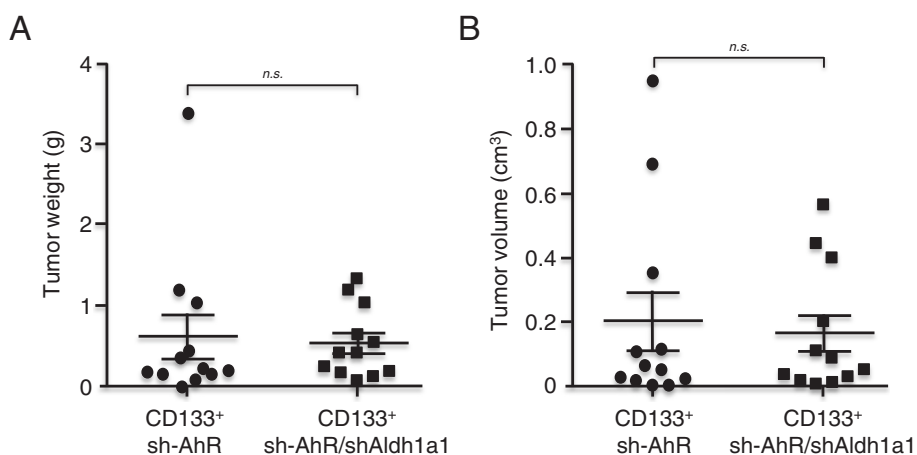 A
n.s.
Tumor weight (g)
4
3
2
1
0
CD133+
sh-AhR
CD133+
sh-AhR/shAldh1a1
B
n.s.
Tumor volume (cm³)
1.0
0.8
0.6
0.4
0.2
0
CD133+
sh-AhR
CD133+
sh-AhR/shAldh1a1